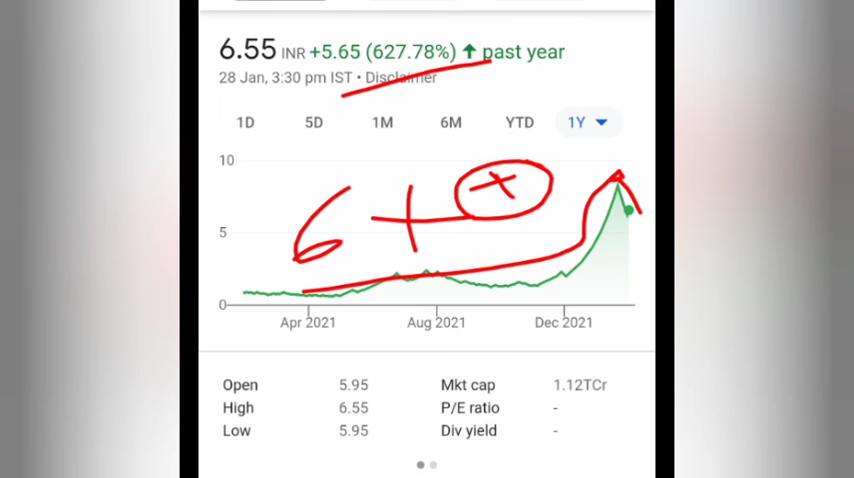 6.55 INR +5.65 (627.78%) ↑ past year
28 Jan, 3:30 pm IST • Disclaimer
1D 5D 1M 6M YTD 1Y
10
6+ x
5
0
Apr 2021 Aug 2021 Dec 2021
Open 5.95 Mkt cap 1.12TCr
High 6.55 P/E ratio -
Low 5.95 Div yield -